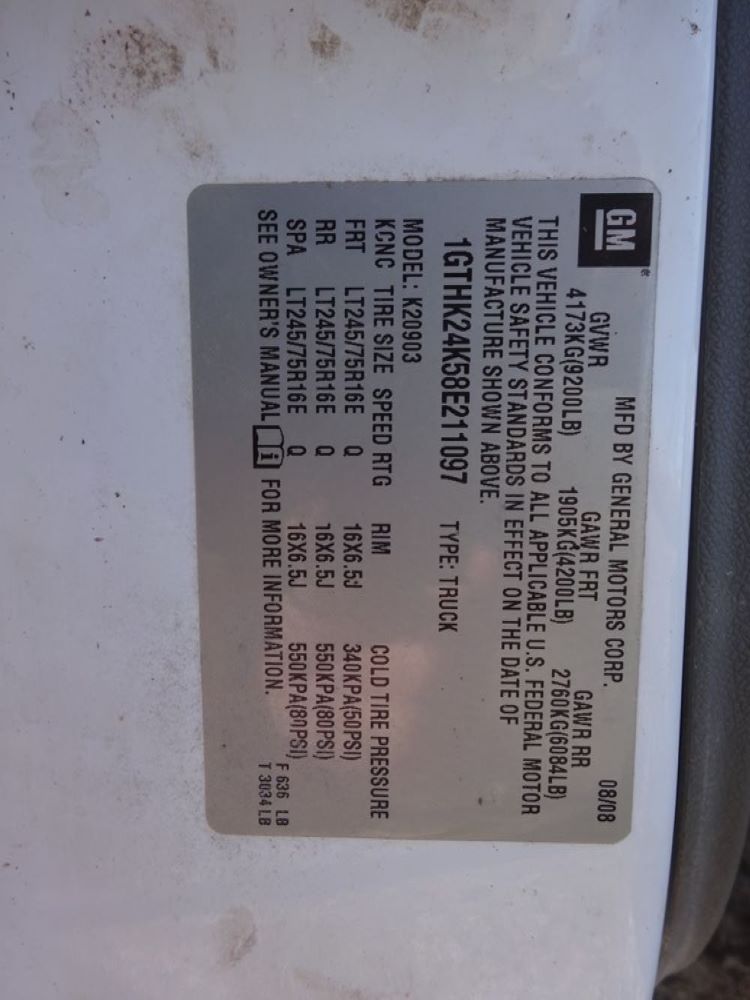 GM
MFD BY GENERAL MOTORS CORP. 08/08
GVWR GAWR FRT GAWR RR
4173KG(9200LB) 1905KG(4200LB) 2760KG(6084LB)
THIS VEHICLE CONFORMS TO ALL APPLICABLE U.S. FEDERAL MOTOR
VEHICLE SAFETY STANDARDS IN EFFECT ON THE DATE OF
MANUFACTURE SHOWN ABOVE.
1GTHK24K58E211097 TYPE: TRUCK
MODEL: K20903
KCNC TIRE SIZE SPEED RTG RIM COLD TIRE PRESSURE
FRT LT245/75R16E Q 16X6.5J 340KPA(50PSI)
RR LT245/75R16E Q 16X6.5J 550KPA(80PSI)
SPA LT245/75R16E Q 16X6.5J 550KPA(80PSI)
SEE OWNER'S MANUAL i FOR MORE INFORMATION.
F 636 LB
T 3034 LB